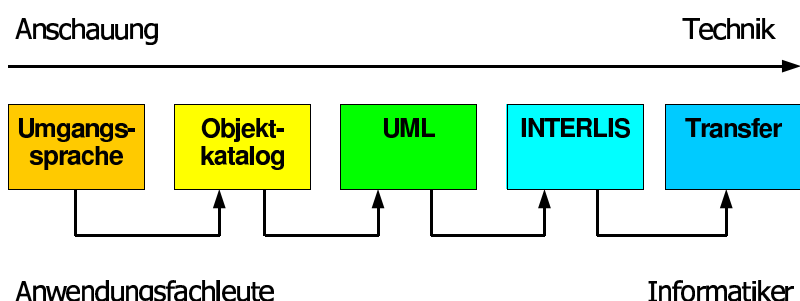 Anschauung Technik
Umgangs- Objekt- UML INTERLIS Transfer
sprache katalog
Anwendungsfachleute Informatiker